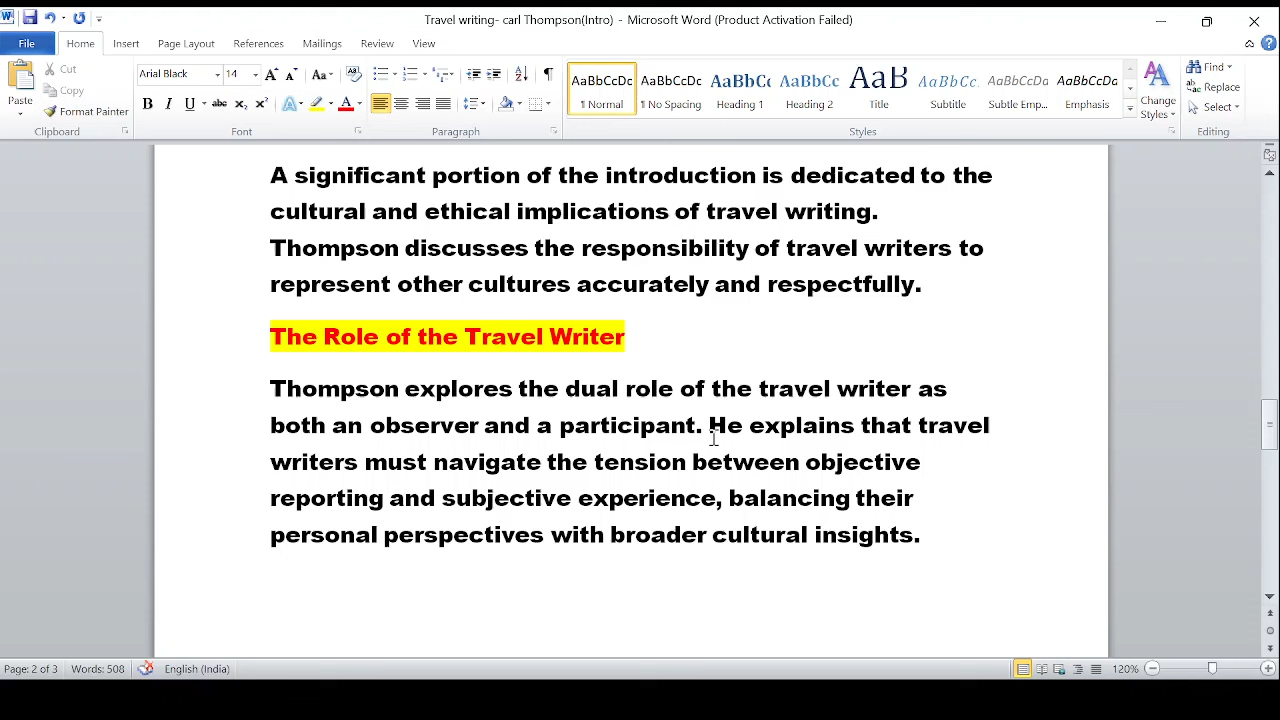 Travel writing- carl Thompson(Intro) - Microsoft Word (Product Activation Failed)
File Home Insert Page Layout References Mailings Review View
Paste Cut Copy Format Painter
Arial Black 14
AaBbCcDc AaBbCcDc AaBbC AaBbCc AaB AaBbCc. AaBbCcDc AaBbCcDc
¶ Normal ¶ No Spacing Heading 1 Heading 2 Title Subtitle Subtle Em... Emphasis
Change Styles
Find Replace Select
Clipboard Font Paragraph Styles Editing
A significant portion of the introduction is dedicated to the
cultural and ethical implications of travel writing.
Thompson discusses the responsibility of travel writers to
represent other cultures accurately and respectfully.
The Role of the Travel Writer
Thompson explores the dual role of the travel writer as
both an observer and a participant. He explains that travel
writers must navigate the tension between objective
reporting and subjective experience, balancing their
personal perspectives with broader cultural insights.
Page: 2 of 3 Words: 508 English (India) 120%